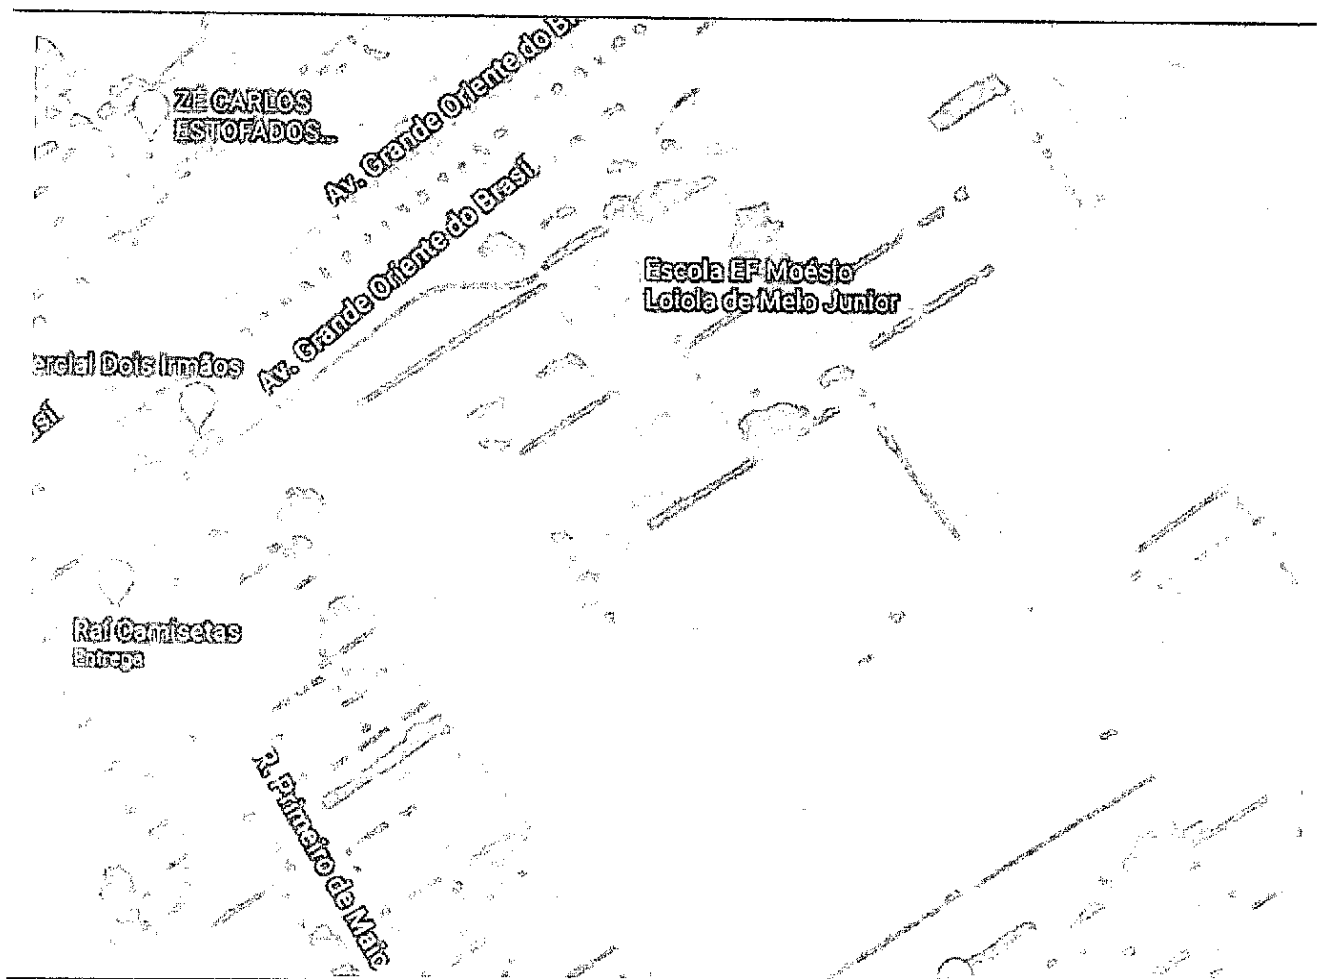 Av. Grande Oriente do B
ZÉ CARLOS
ESTOFADOS...
Av. Grande Oriente do Brasil
Escola EF Moésio
Loiola de Melo Junior
ercial Dois Irmãos
sil
Raí Camisetas
Entrega
R. Primeiro de Maio